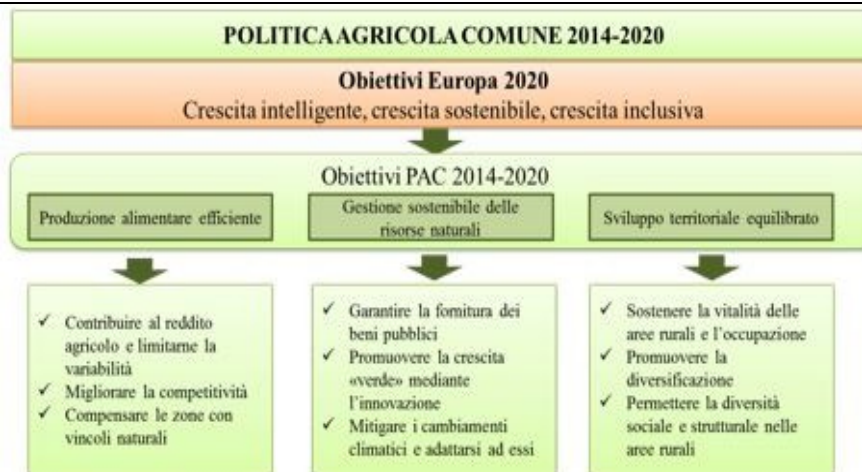 POLITICA AGRICOLA COMUNE 2014-2020
Obiettivi Europa 2020
Crescita intelligente, crescita sostenibile, crescita inclusiva
Obiettivi PAC 2014-2020
Produzione alimentare efficiente
Gestione sostenibile delle
risorse naturali
Sviluppo territoriale equilibrato
✓ Contribuire al reddito
agricolo e limitarne la
variabilità
✓ Migliorare la competitività
✓ Compensare le zone con
vincoli naturali
✓ Garantire la fornitura dei
beni pubblici
✓ Promuovere la crescita
«verde» mediante
l'innovazione
✓ Mitigare i cambiamenti
climatici e adattarsi ad essi
✓ Sostenere la vitalità delle
aree rurali e l'occupazione
✓ Promuovere la
diversificazione
✓ Permettere la diversità
sociale e strutturale nelle
aree rurali